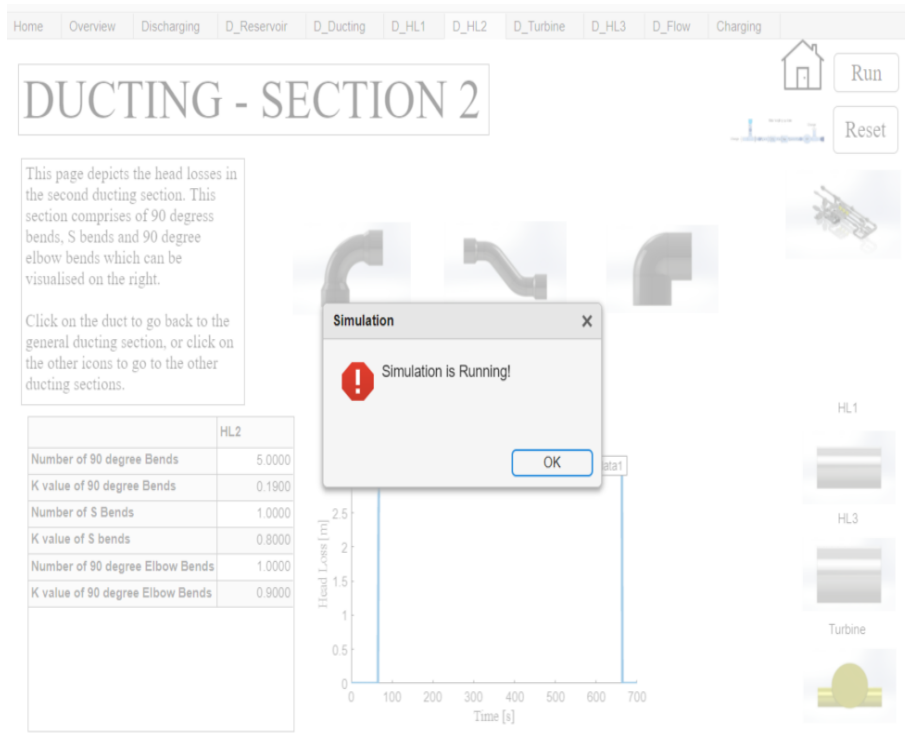 Home Overview Discharging D_Reservoir D_Ducting D_HL1 D_HL2 D_Turbine D_HL3 D_Flow Charging
DUCTING - SECTION 2
Run
Reset
This page depicts the head losses in
the second ducting section. This
section comprises of 90 degress
bends, S bends and 90 degree
elbow bends which can be
visualised on the right.
Click on the duct to go back to the
general ducting section, or click on
the other icons to go to the other
ducting sections.
Simulation
Simulation is Running!
OK
HL2
Number of 90 degree Bends 5.0000
K value of 90 degree Bends 0.1900
Number of S Bends 1.0000
K value of S bends 0.8000
Number of 90 degree Elbow Bends 1.0000
K value of 90 degree Elbow Bends 0.9000
ata1
Head Loss [m]
2.5
2
1.5
1
0.5
0
0 100 200 300 400 500 600 700
Time [s]
HL1
HL3
Turbine